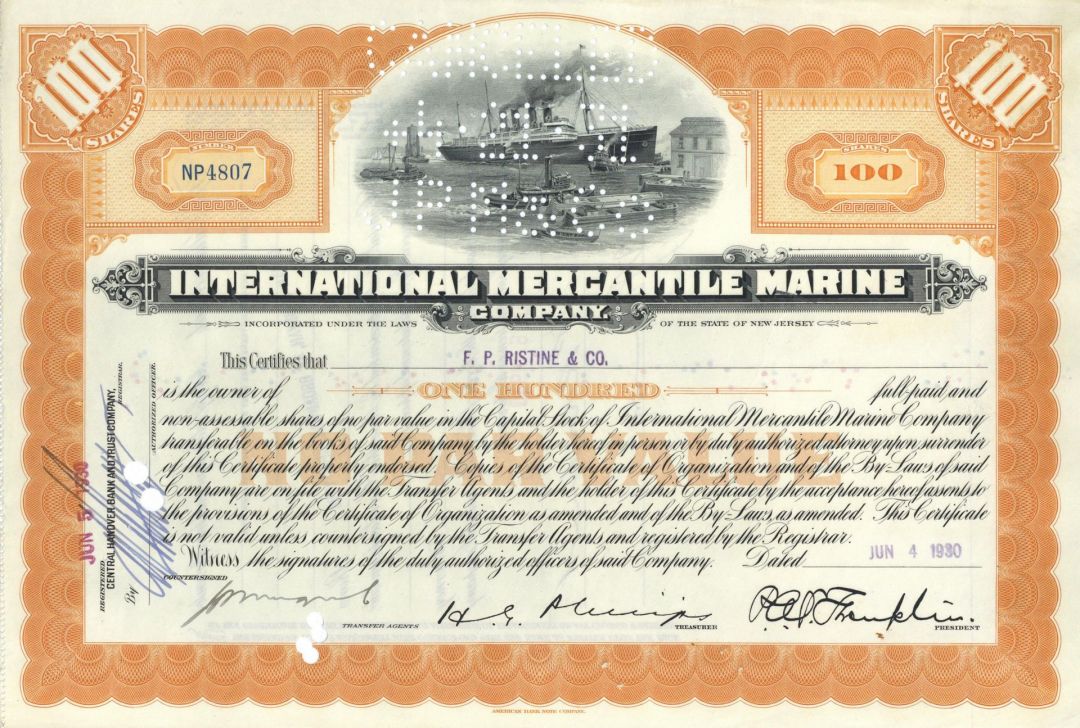 100
SHARES
100
SHARES
NUMBER
NP4807
SHARES
100
INTERNATIONAL MERCANTILE MARINE
COMPANY.
INCORPORATED UNDER THE LAWS OF THE STATE OF NEW JERSEY
This Certifies that F. P. RISTINE & CO.
is the owner of ONE HUNDRED full-paid and
non-assessable shares of no par value in the Capital Stock of International Mercantile Marine Company
transferable on the books of said Company by the holder hereof in person or by duly authorized attorney upon surrender
of this Certificate properly endorsed. Copies of the Certificate of Organization and of the By-Laws of said
Company are on file with the Transfer Agents and the holder of this Certificate by the acceptance hereof assents to
the provisions of the Certificate of Organization as amended and of the By-Laws, as amended. This Certificate
is not valid unless countersigned by the Transfer Agents and registered by the Registrar.
Witness the signatures of the duly authorized officers of said Company. Dated JUN 4 1930
NO PAR VALUE
COUNTERSIGNED
TRANSFER AGENTS
TREASURER
P.A.S. Franklin.
PRESIDENT
REGISTERED JUN 5 1930
CENTRAL HANOVER BANK AND TRUST COMPANY,
REGISTRAR.
By
AUTHORIZED OFFICER.
AMERICAN BANK NOTE COMPANY.